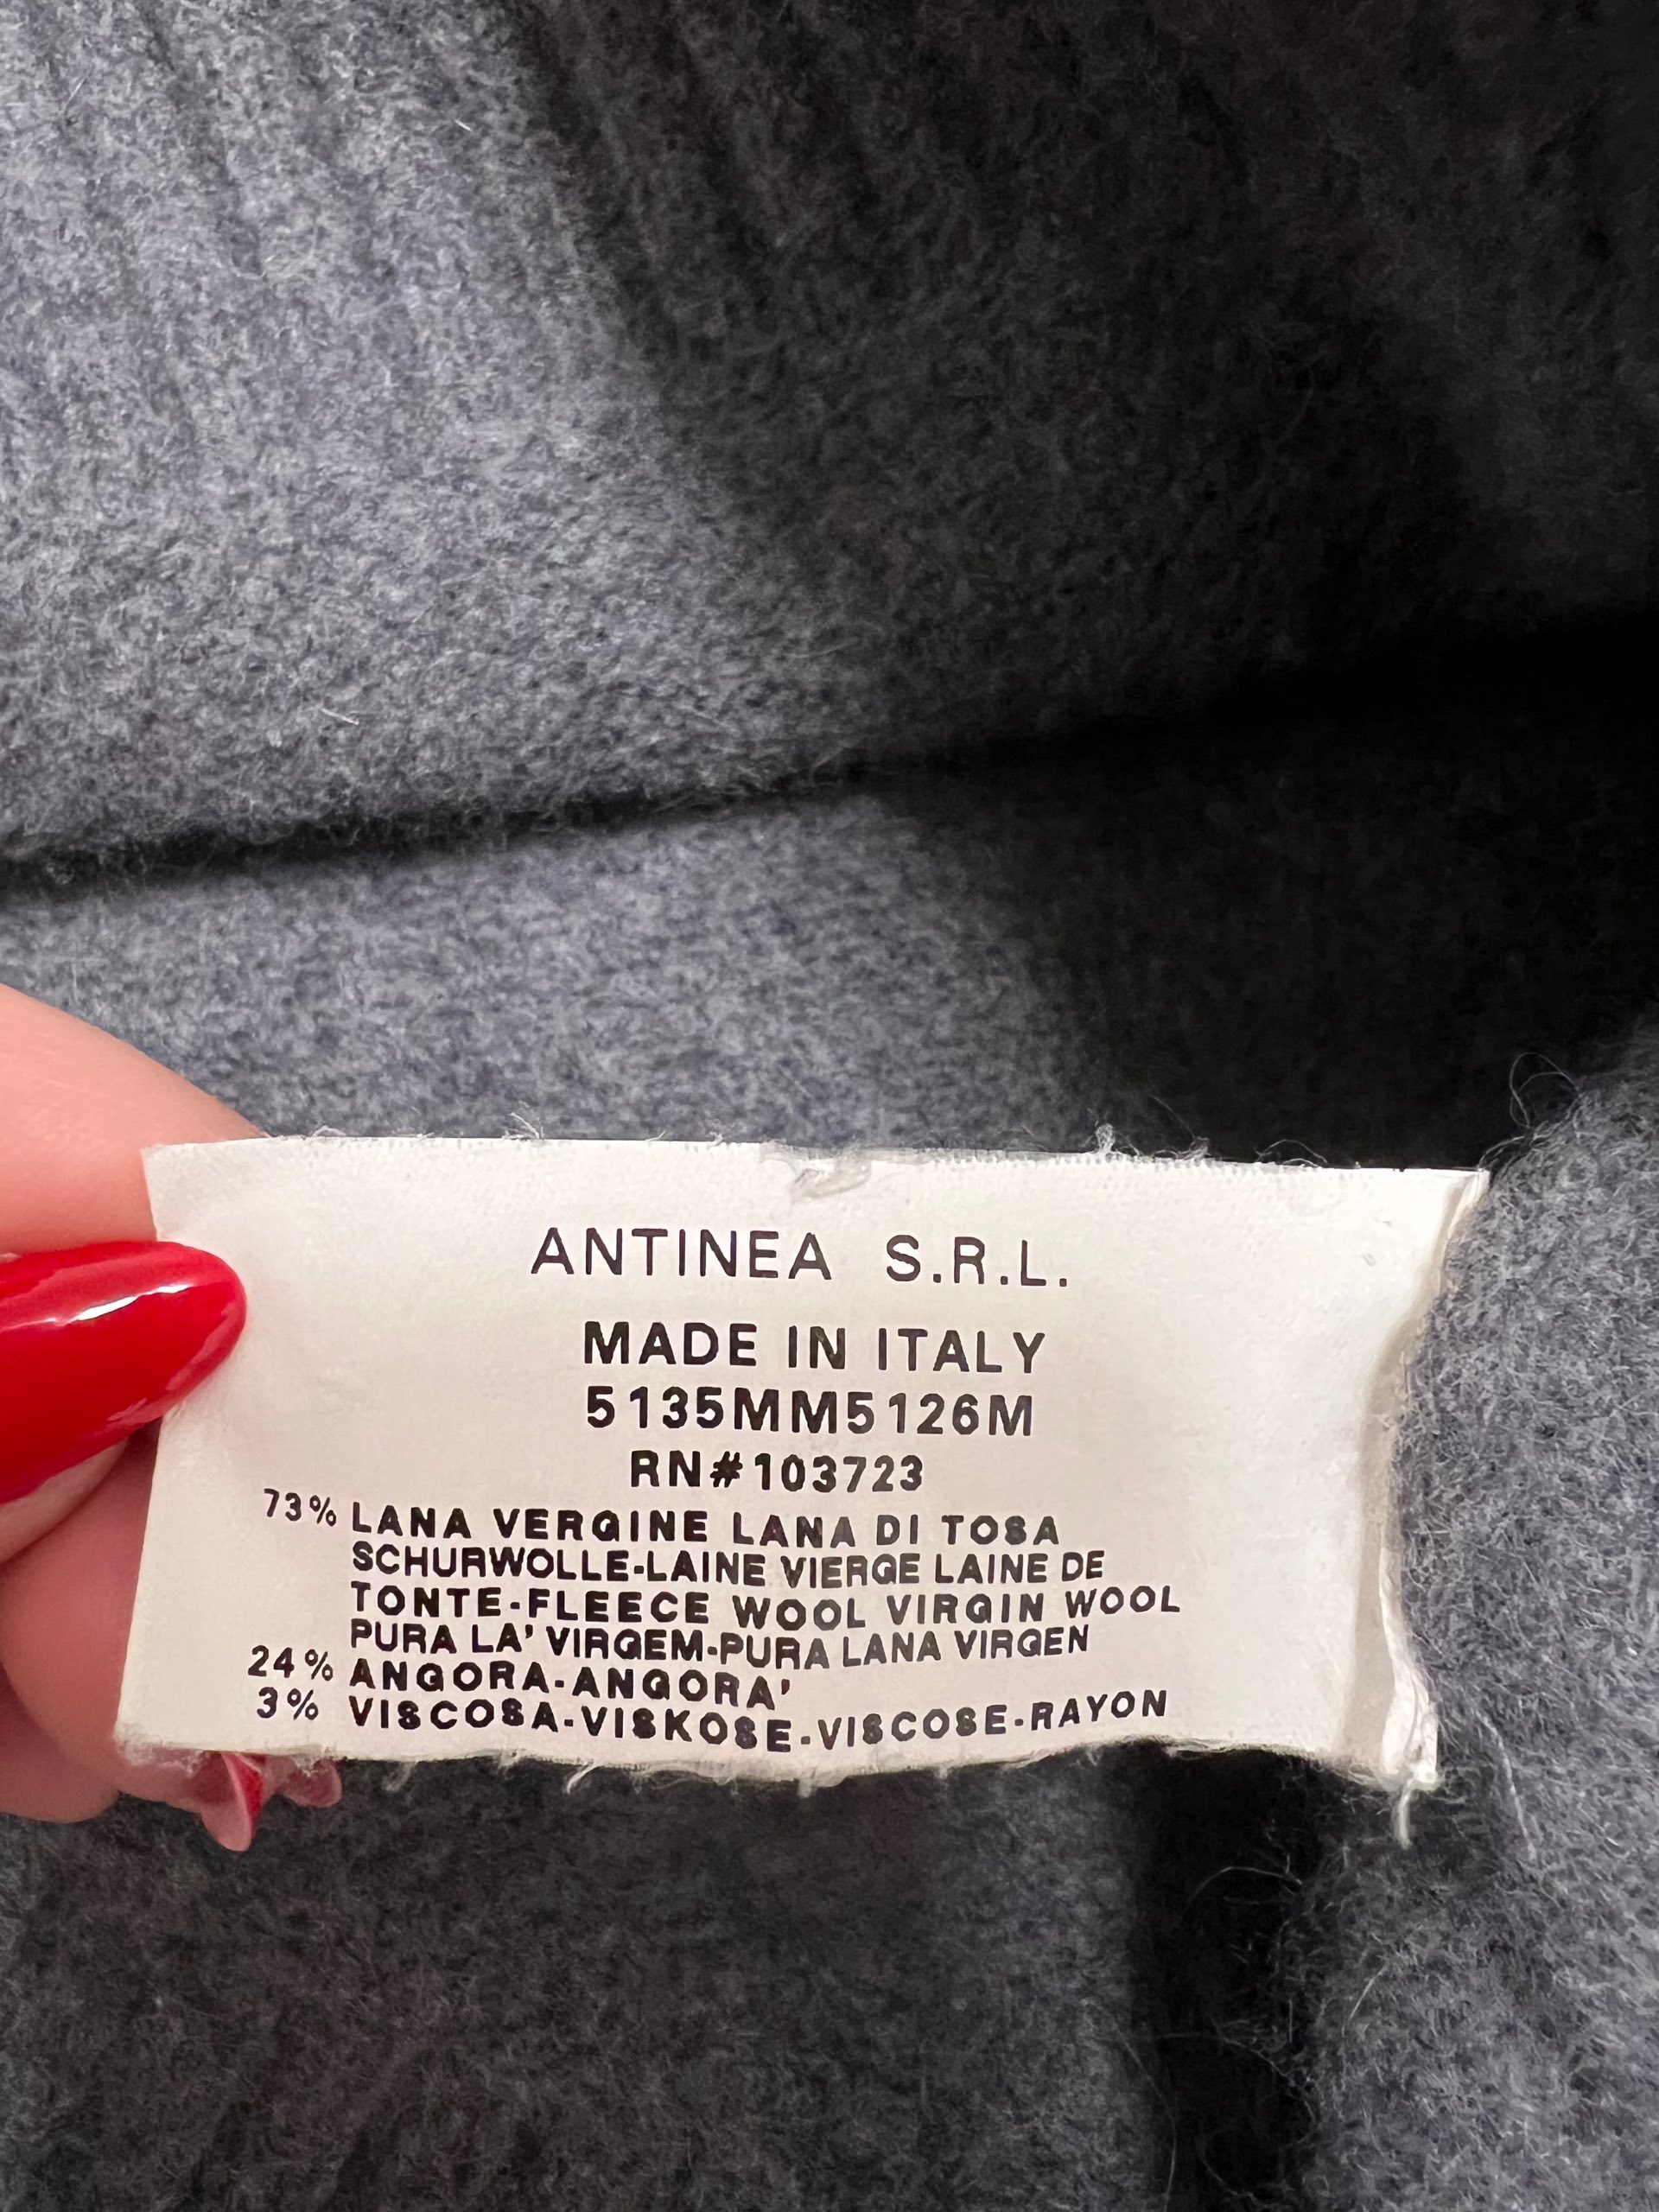 ANTINEA S.R.L.
MADE IN ITALY
5135MM5126M
RN#103723
73% LANA VERGINE LANA DI TOSA
SCHURWOLLE-LAINE VIERGE LAINE DE
TONTE-FLEECE WOOL VIRGIN WOOL
PURA LA' VIRGEM-PURA LANA VIRGEN
24% ANGORA-ANGORA'
3% VISCOSA-VISKOSE-VISCOSE-RAYON